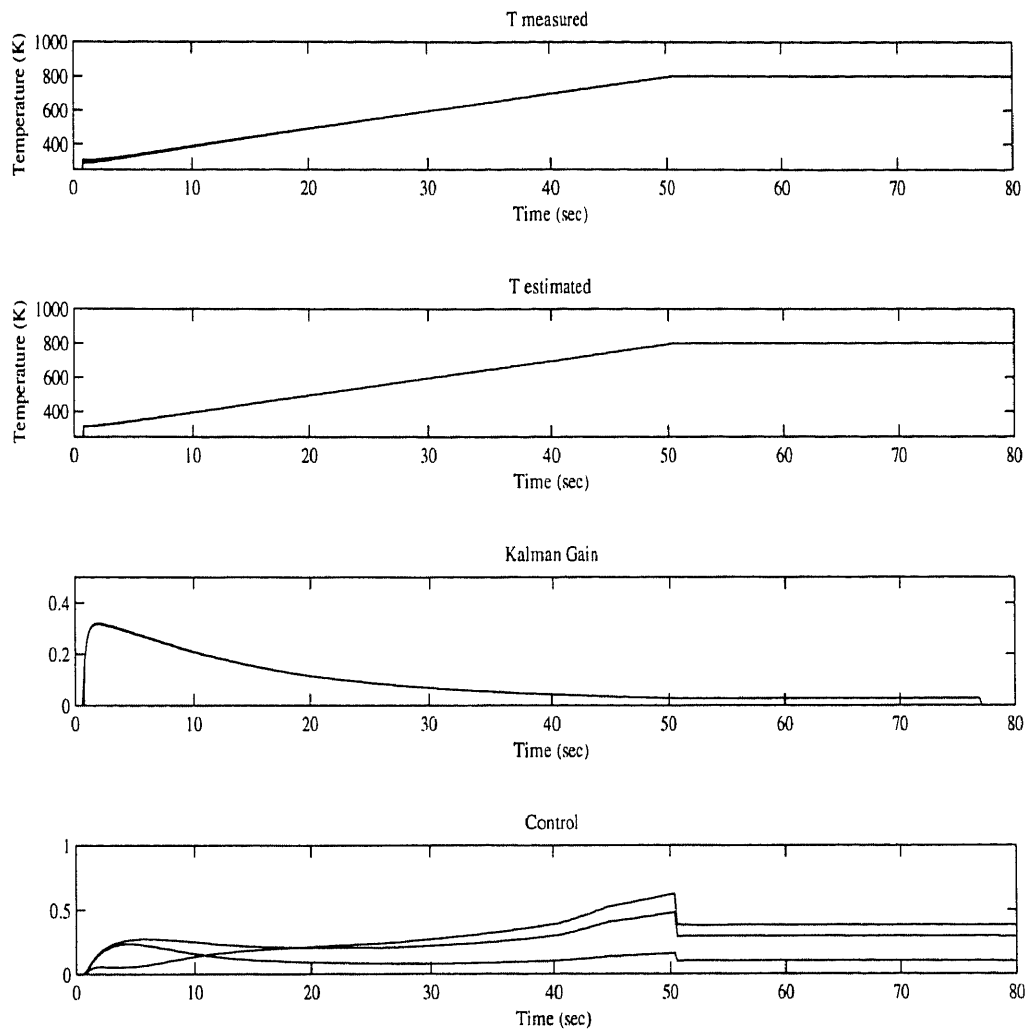 T measured
Temperature (K)
1000
800
600
400
0 10 20 30 40 50 60 70 80
Time (sec)
T estimated
Temperature (K)
1000
800
600
400
0 10 20 30 40 50 60 70 80
Time (sec)
Kalman Gain
0.4
0.2
0
0 10 20 30 40 50 60 70 80
Time (sec)
Control
1
0.5
0
0 10 20 30 40 50 60 70 80
Time (sec)